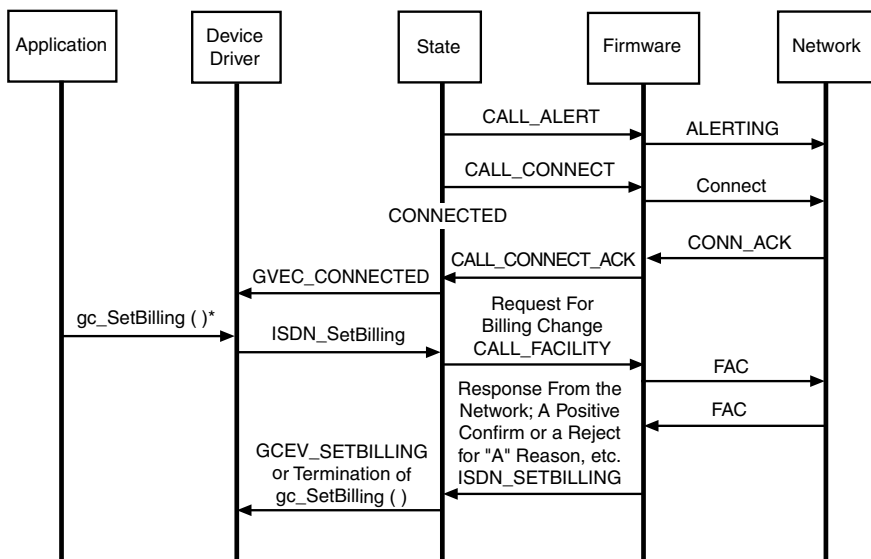 Application
Device
Driver
State
Firmware
Network
CALL_ALERT
ALERTING
CALL_CONNECT
Connect
CONNECTED
CONN_ACK
CALL_CONNECT_ACK
GVEC_CONNECTED
gc_SetBilling ( )*
ISDN_SetBilling
Request For
Billing Change
CALL_FACILITY
FAC
FAC
Response From the
Network; A Positive
Confirm or a Reject
for "A" Reason, etc.
ISDN_SETBILLING
GCEV_SETBILLING
or Termination of
gc_SetBilling ( )